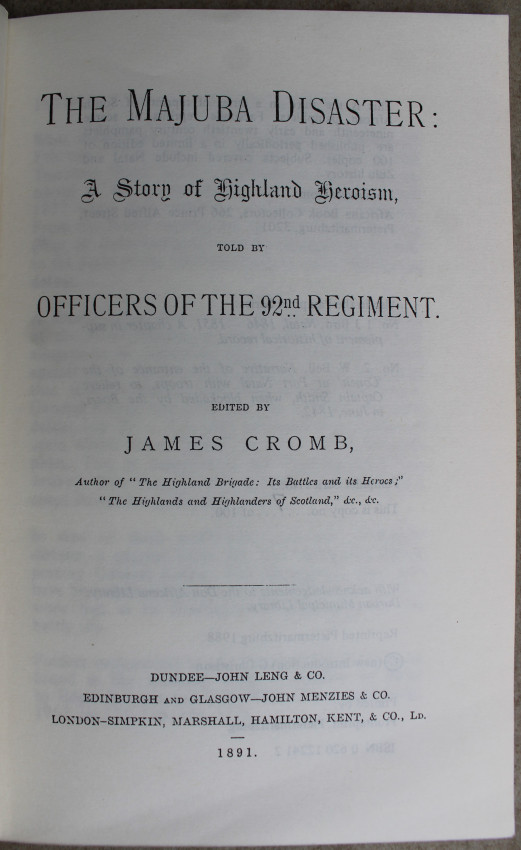 THE MAJUBA DISASTER:
A Story of Highland Heroism,
TOLD BY
OFFICERS OF THE 92nd REGIMENT.
EDITED BY
JAMES CROMB,
Author of "The Highland Brigade: Its Battles and its Heroes;"
"The Highlands and Highlanders of Scotland," &c., &c.
DUNDEE—JOHN LENG & CO.
EDINBURGH AND GLASGOW—JOHN MENZIES & CO.
LONDON-SIMPKIN, MARSHALL, HAMILTON, KENT, & CO., LD.
1891.